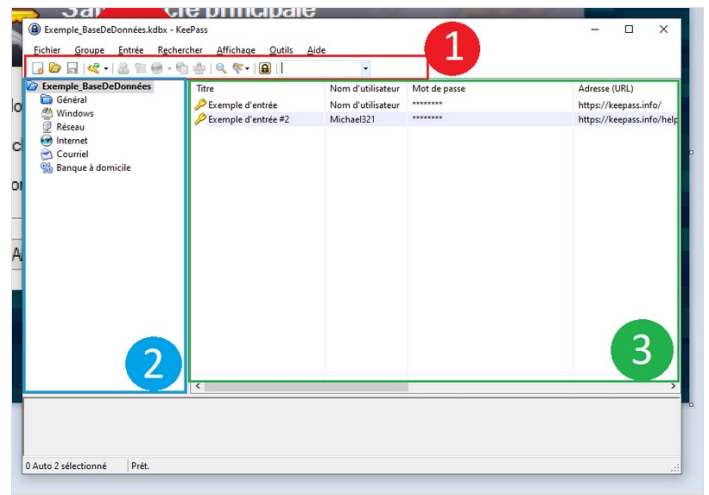 clé principale
Exemple_BaseDeDonnées.kdbx - KeePass
Fichier Groupe Entrée Rechercher Affichage Outils Aide
1
Exemple_BaseDeDonnées
Général
Windows
Réseau
Internet
Courriel
Banque à domicile
2
Titre Nom d'utilisateur Mot de passe Adresse (URL)
Exemple d'entrée Nom d'utilisateur ******** https://keepass.info/
Exemple d'entrée #2 Michael321 ******** https://keepass.info/help
3
0 Auto 2 sélectionné Prêt.